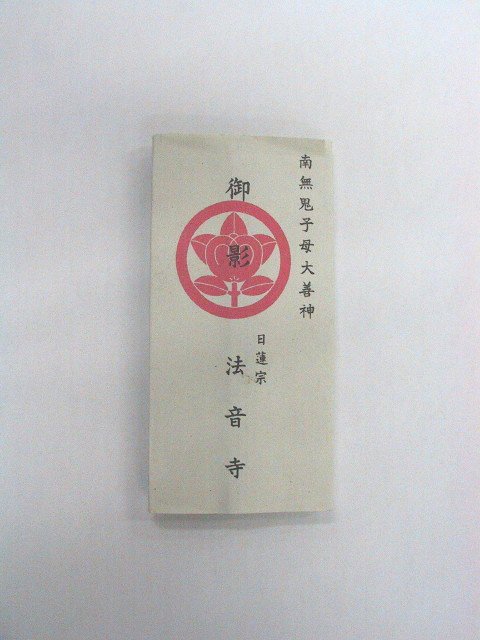 南無鬼子母大善神
御影
日蓮宗
法音寺